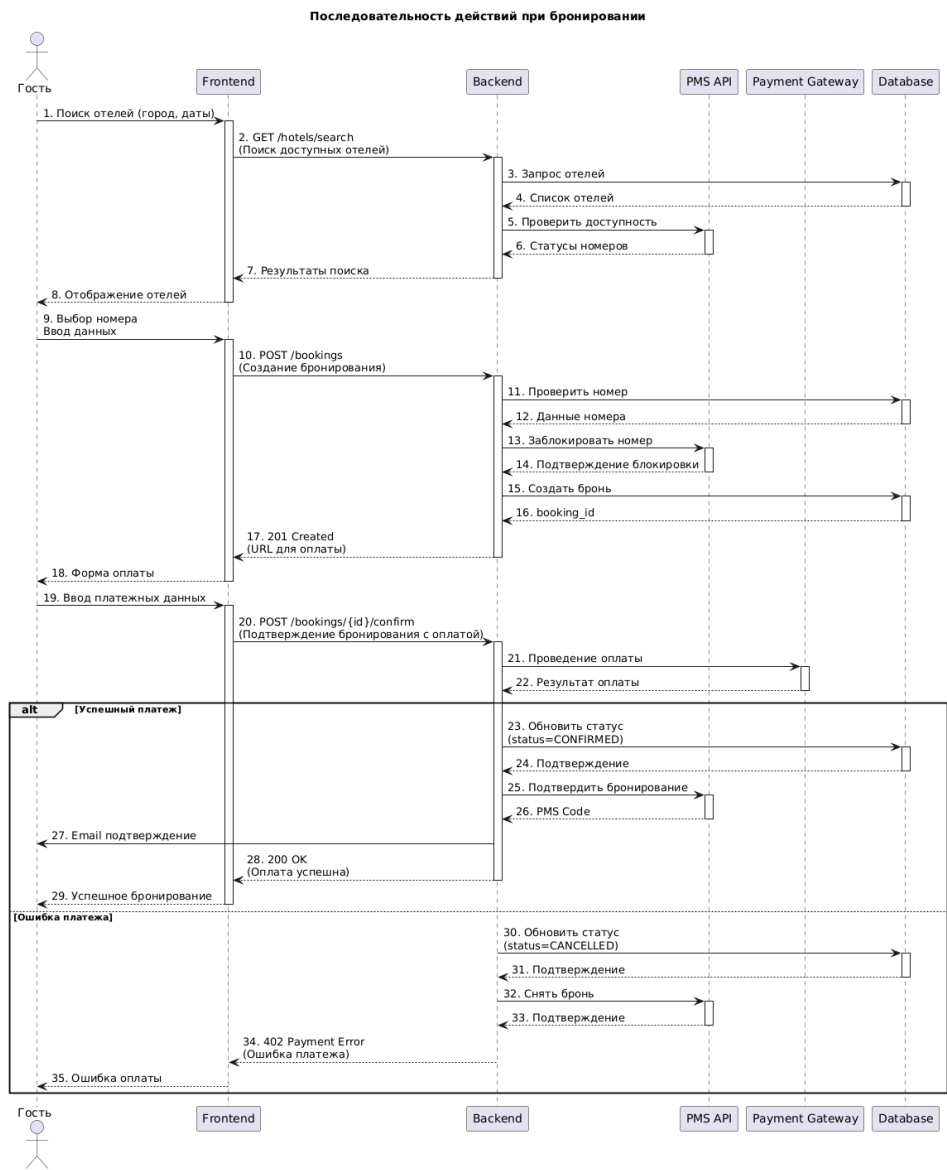 Последовательность действий при бронировании
Гость
Frontend
Backend
PMS API
Payment Gateway
Database
1. Поиск отелей (город, даты)
2. GET /hotels/search
(Поиск доступных отелей)
3. Запрос отелей
4. Список отелей
5. Проверить доступность
6. Статусы номеров
7. Результаты поиска
8. Отображение отелей
9. Выбор номера
Ввод данных
10. POST /bookings
(Создание бронирования)
11. Проверить номер
12. Данные номера
13. Заблокировать номер
14. Подтверждение блокировки
15. Создать бронь
16. booking_id
17. 201 Created
(URL для оплаты)
18. Форма оплаты
19. Ввод платежных данных
20. POST /bookings/{id}/confirm
(Подтверждение бронирования с оплатой)
21. Проведение оплаты
22. Результат оплаты
alt
[Успешный платеж]
23. Обновить статус
(status=CONFIRMED)
24. Подтверждение
25. Подтвердить бронирование
26. PMS Code
27. Email подтверждение
28. 200 OK
(Оплата успешна)
29. Успешное бронирование
[Ошибка платежа]
30. Обновить статус
(status=CANCELLED)
31. Подтверждение
32. Снять бронь
33. Подтверждение
34. 402 Payment Error
(Ошибка платежа)
35. Ошибка оплаты
Гость
Frontend
Backend
PMS API
Payment Gateway
Database